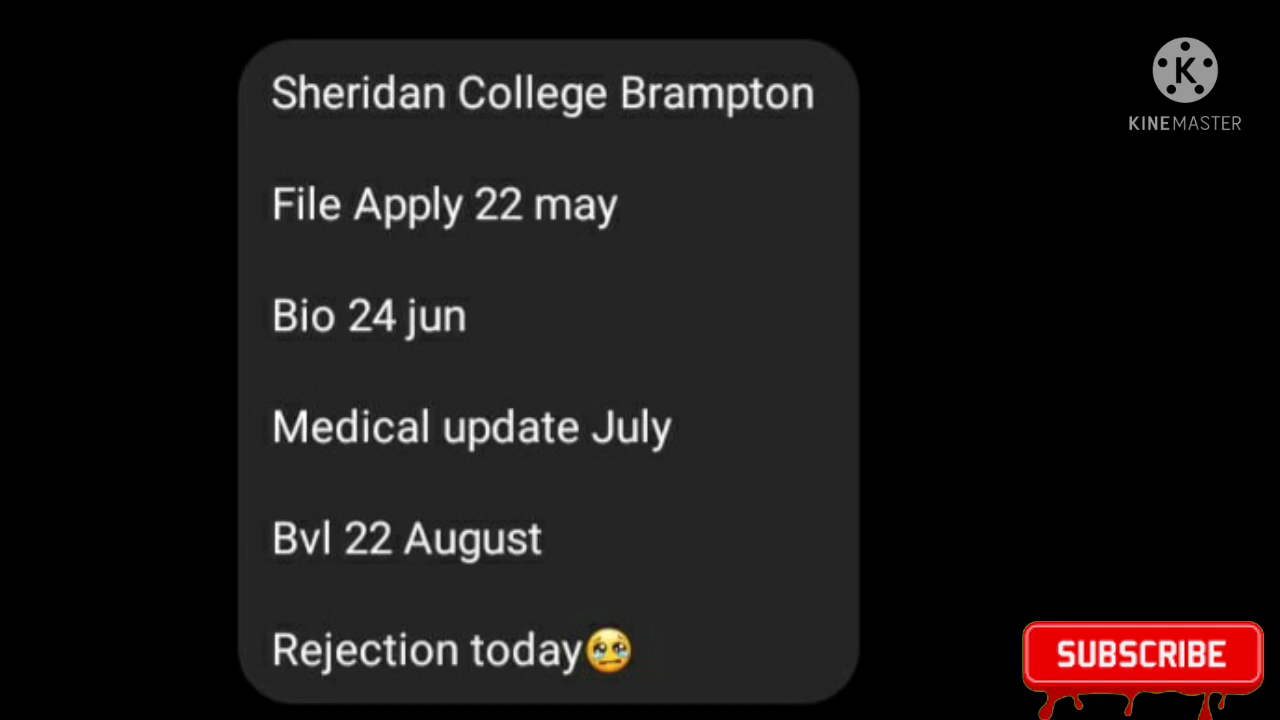 Sheridan College Brampton
File Apply 22 may
Bio 24 jun
Medical update July
Bvl 22 August
Rejection today🥹
K
KINEMASTER
SUBSCRIBE